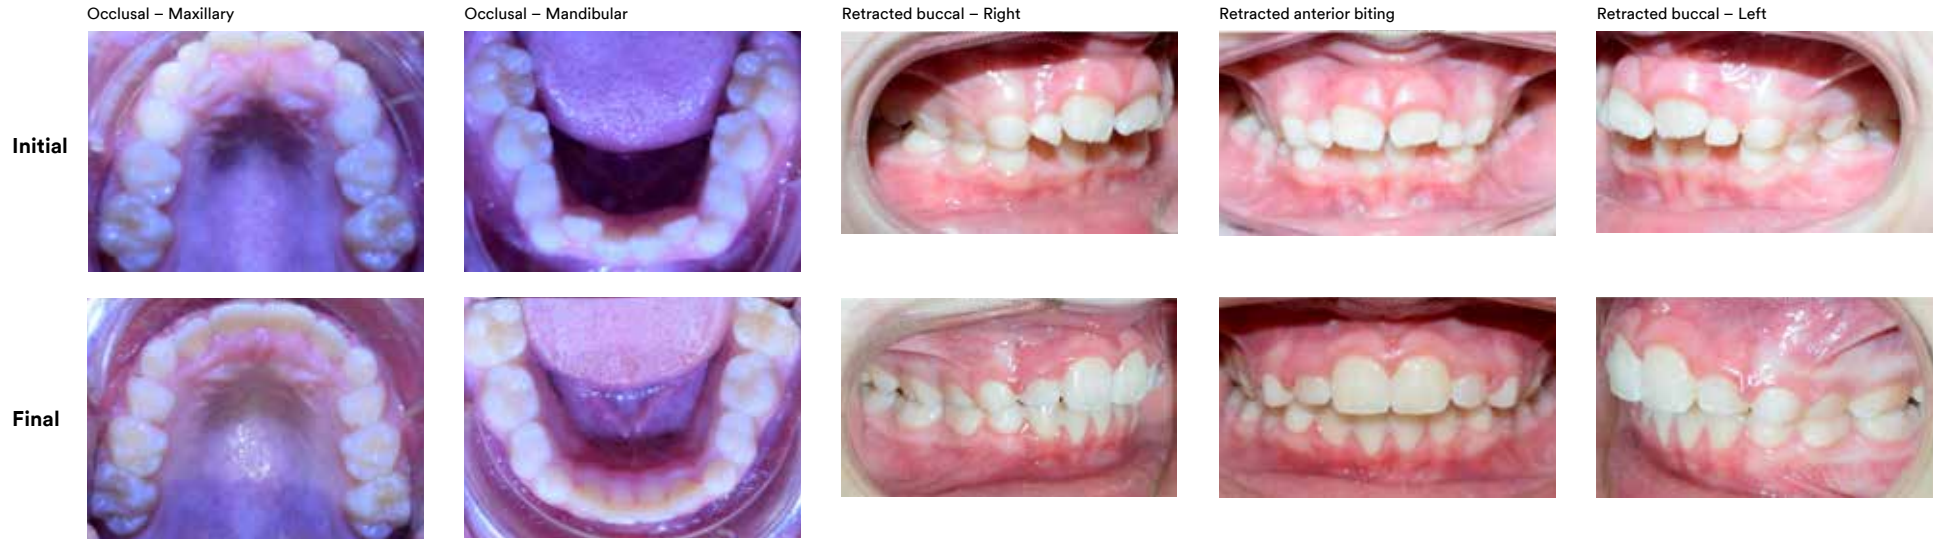 Occlusal – Maxillary
Occlusal – Mandibular
Retracted buccal – Right
Retracted anterior biting
Retracted buccal – Left
Initial
Final